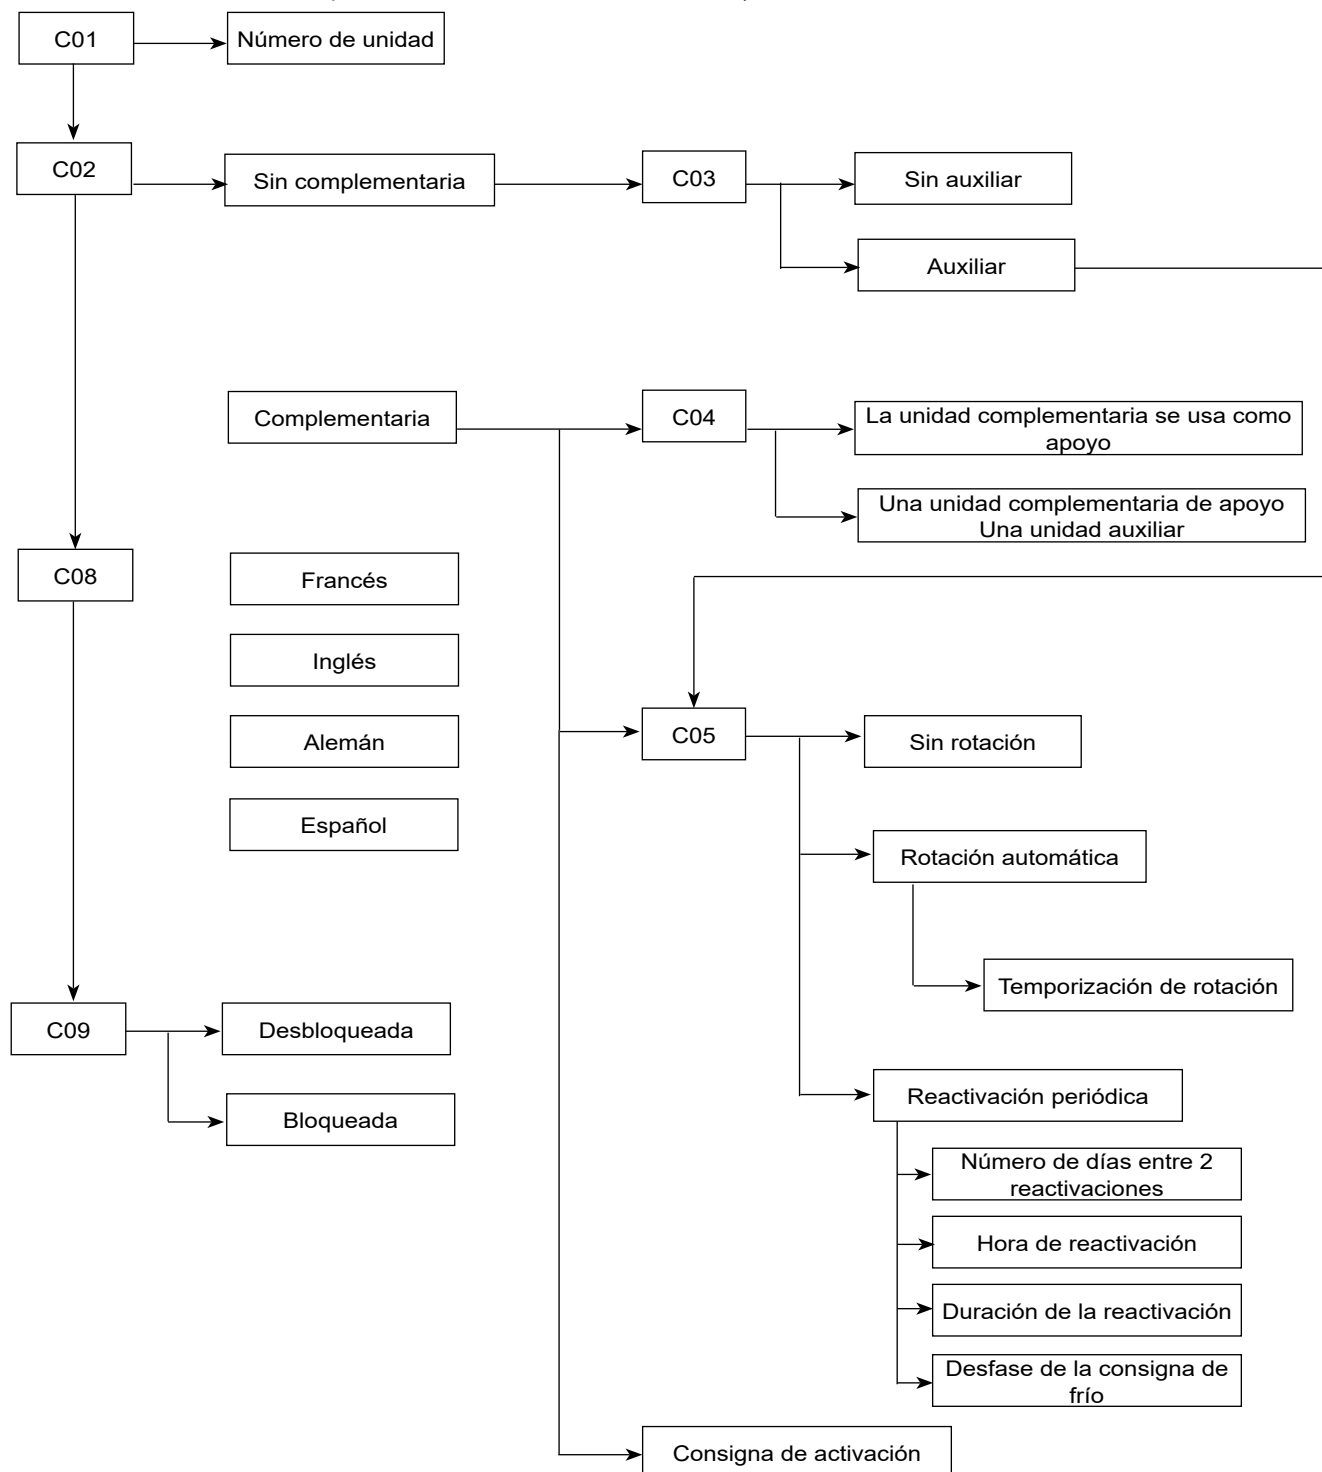 C01
Número de unidad
C02
Sin complementaria
C03
Sin auxiliar
Auxiliar
Complementaria
C04
La unidad complementaria se usa como
apoyo
Una unidad complementaria de apoyo
Una unidad auxiliar
C08
Francés
Inglés
Alemán
Español
C05
Sin rotación
Rotación automática
Temporización de rotación
C09
Desbloqueada
Bloqueada
Reactivación periódica
Número de días entre 2
reactivaciones
Hora de reactivación
Duración de la reactivación
Desfase de la consigna de
frío
Consigna de activación